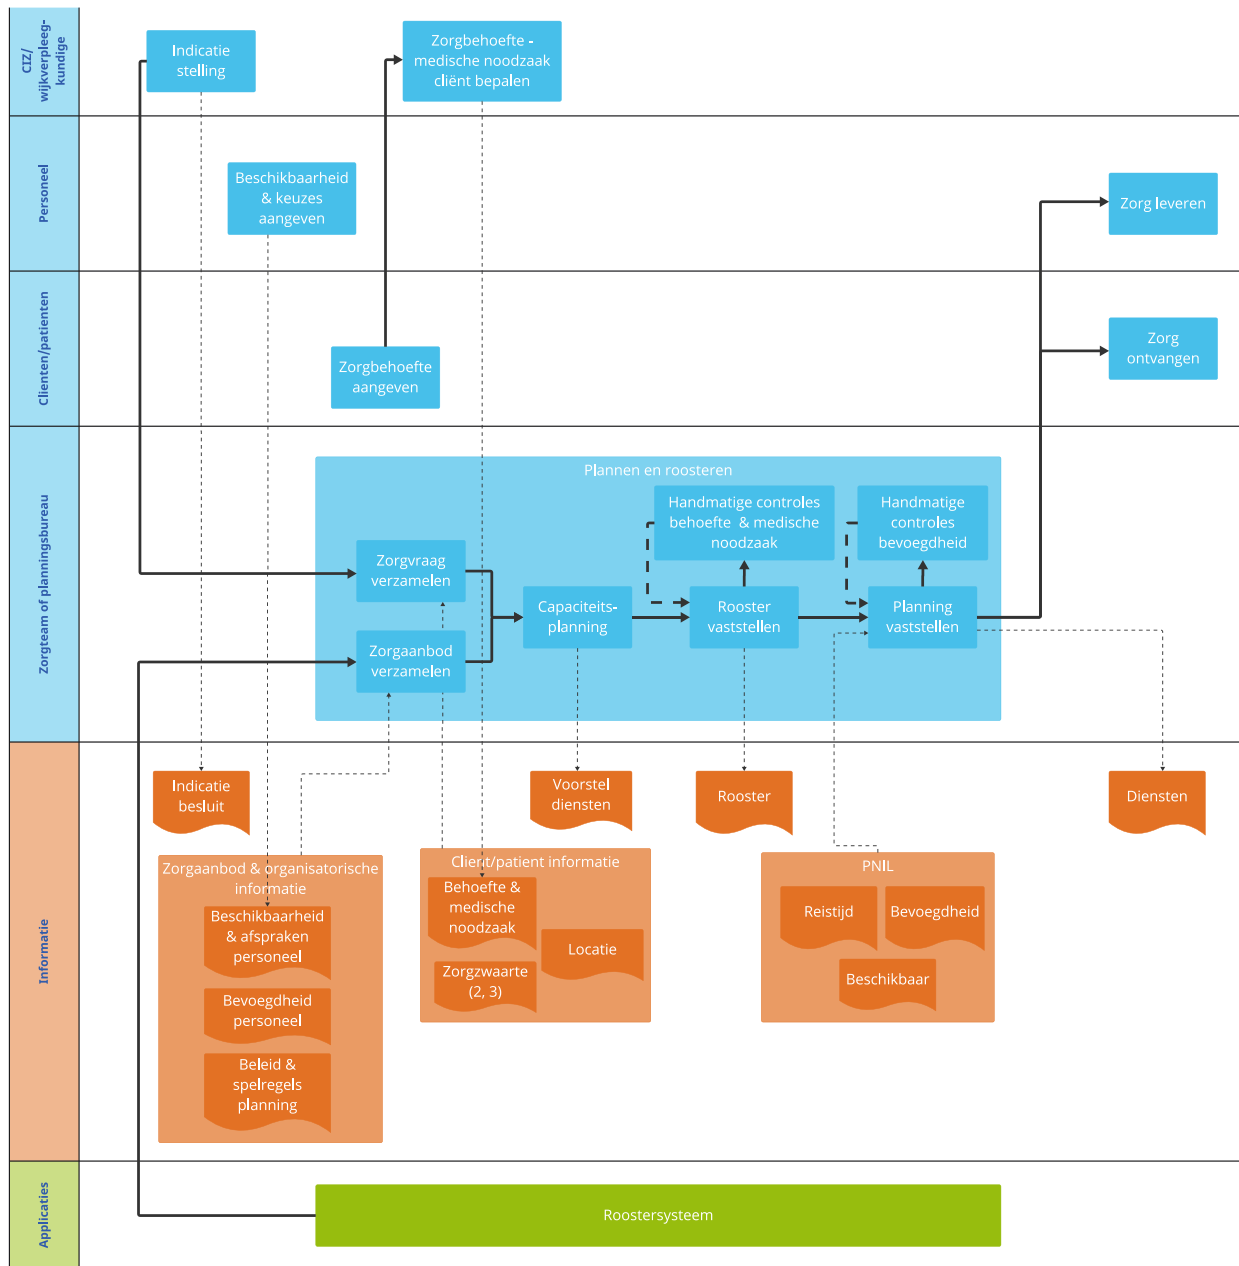 CIZ/
wijkverpleeg-
kundige
Indicatie
stelling
Zorgbehoefte -
medische noodzaak
cliënt bepalen
Personeel
Beschikbaarheid
& keuzes
aangeven
Zorg leveren
Clienten/patienten
Zorgbehoefte
aangeven
Zorg
ontvangen
Zorgteam of planningsbureau
Plannen en roosteren
Handmatige controles
behoefte & medische
noodzaak
Handmatige
controles
bevoegdheid
Zorgvraag
verzamelen
Zorgaanbod
verzamelen
Capaciteits-
planning
Rooster
vaststellen
Planning
vaststellen
Informatie
Indicatie
besluit
Voorstel
diensten
Rooster
Diensten
Zorgaanbod & organisatorische
informatie
Beschikbaarheid
& afspraken
personeel
Bevoegdheid
personeel
Beleid &
spelregels
planning
Client/patient informatie
Behoefte &
medische
noodzaak
Locatie
Zorgzwaarte
(2, 3)
PNIL
Reistijd
Bevoegdheid
Beschikbaar
Applicaties
Roostersysteem